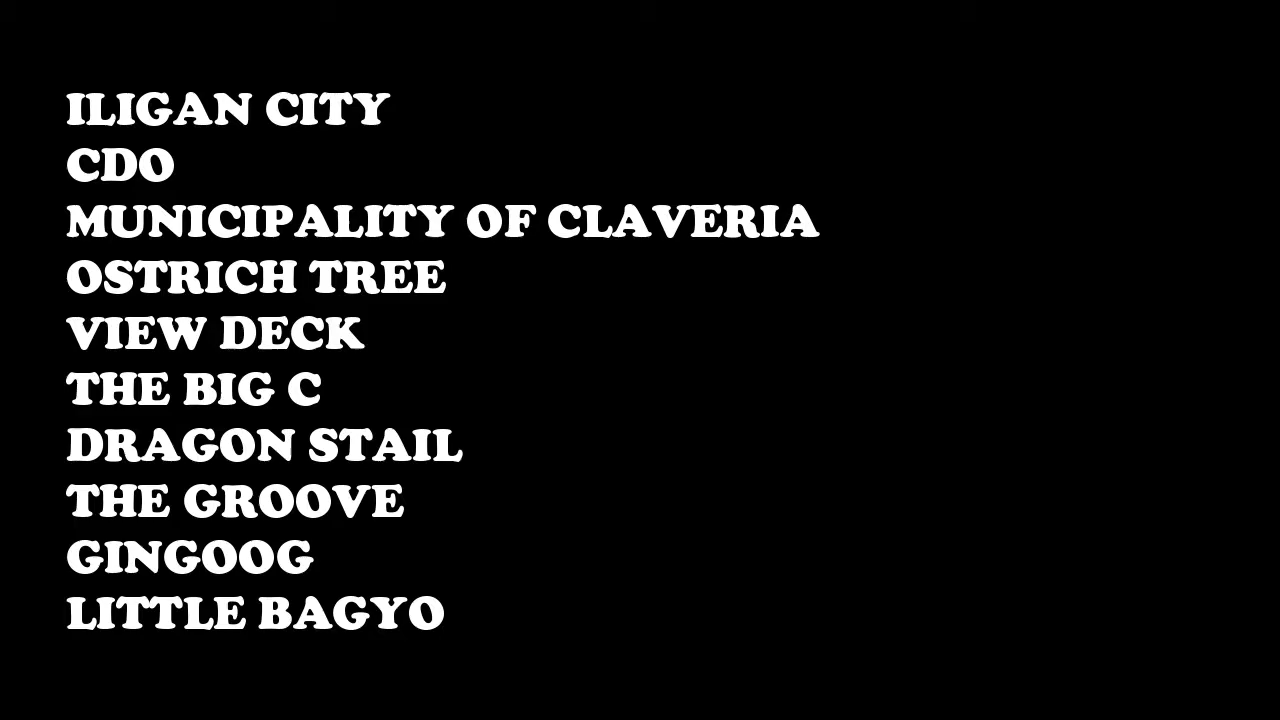 ILIGAN CITY
CDO
MUNICIPALITY OF CLAVERIA
OSTRICH TREE
VIEW DECK
THE BIG C
DRAGON STAIL
THE GROOVE
GINGOOG
LITTLE BAGYO